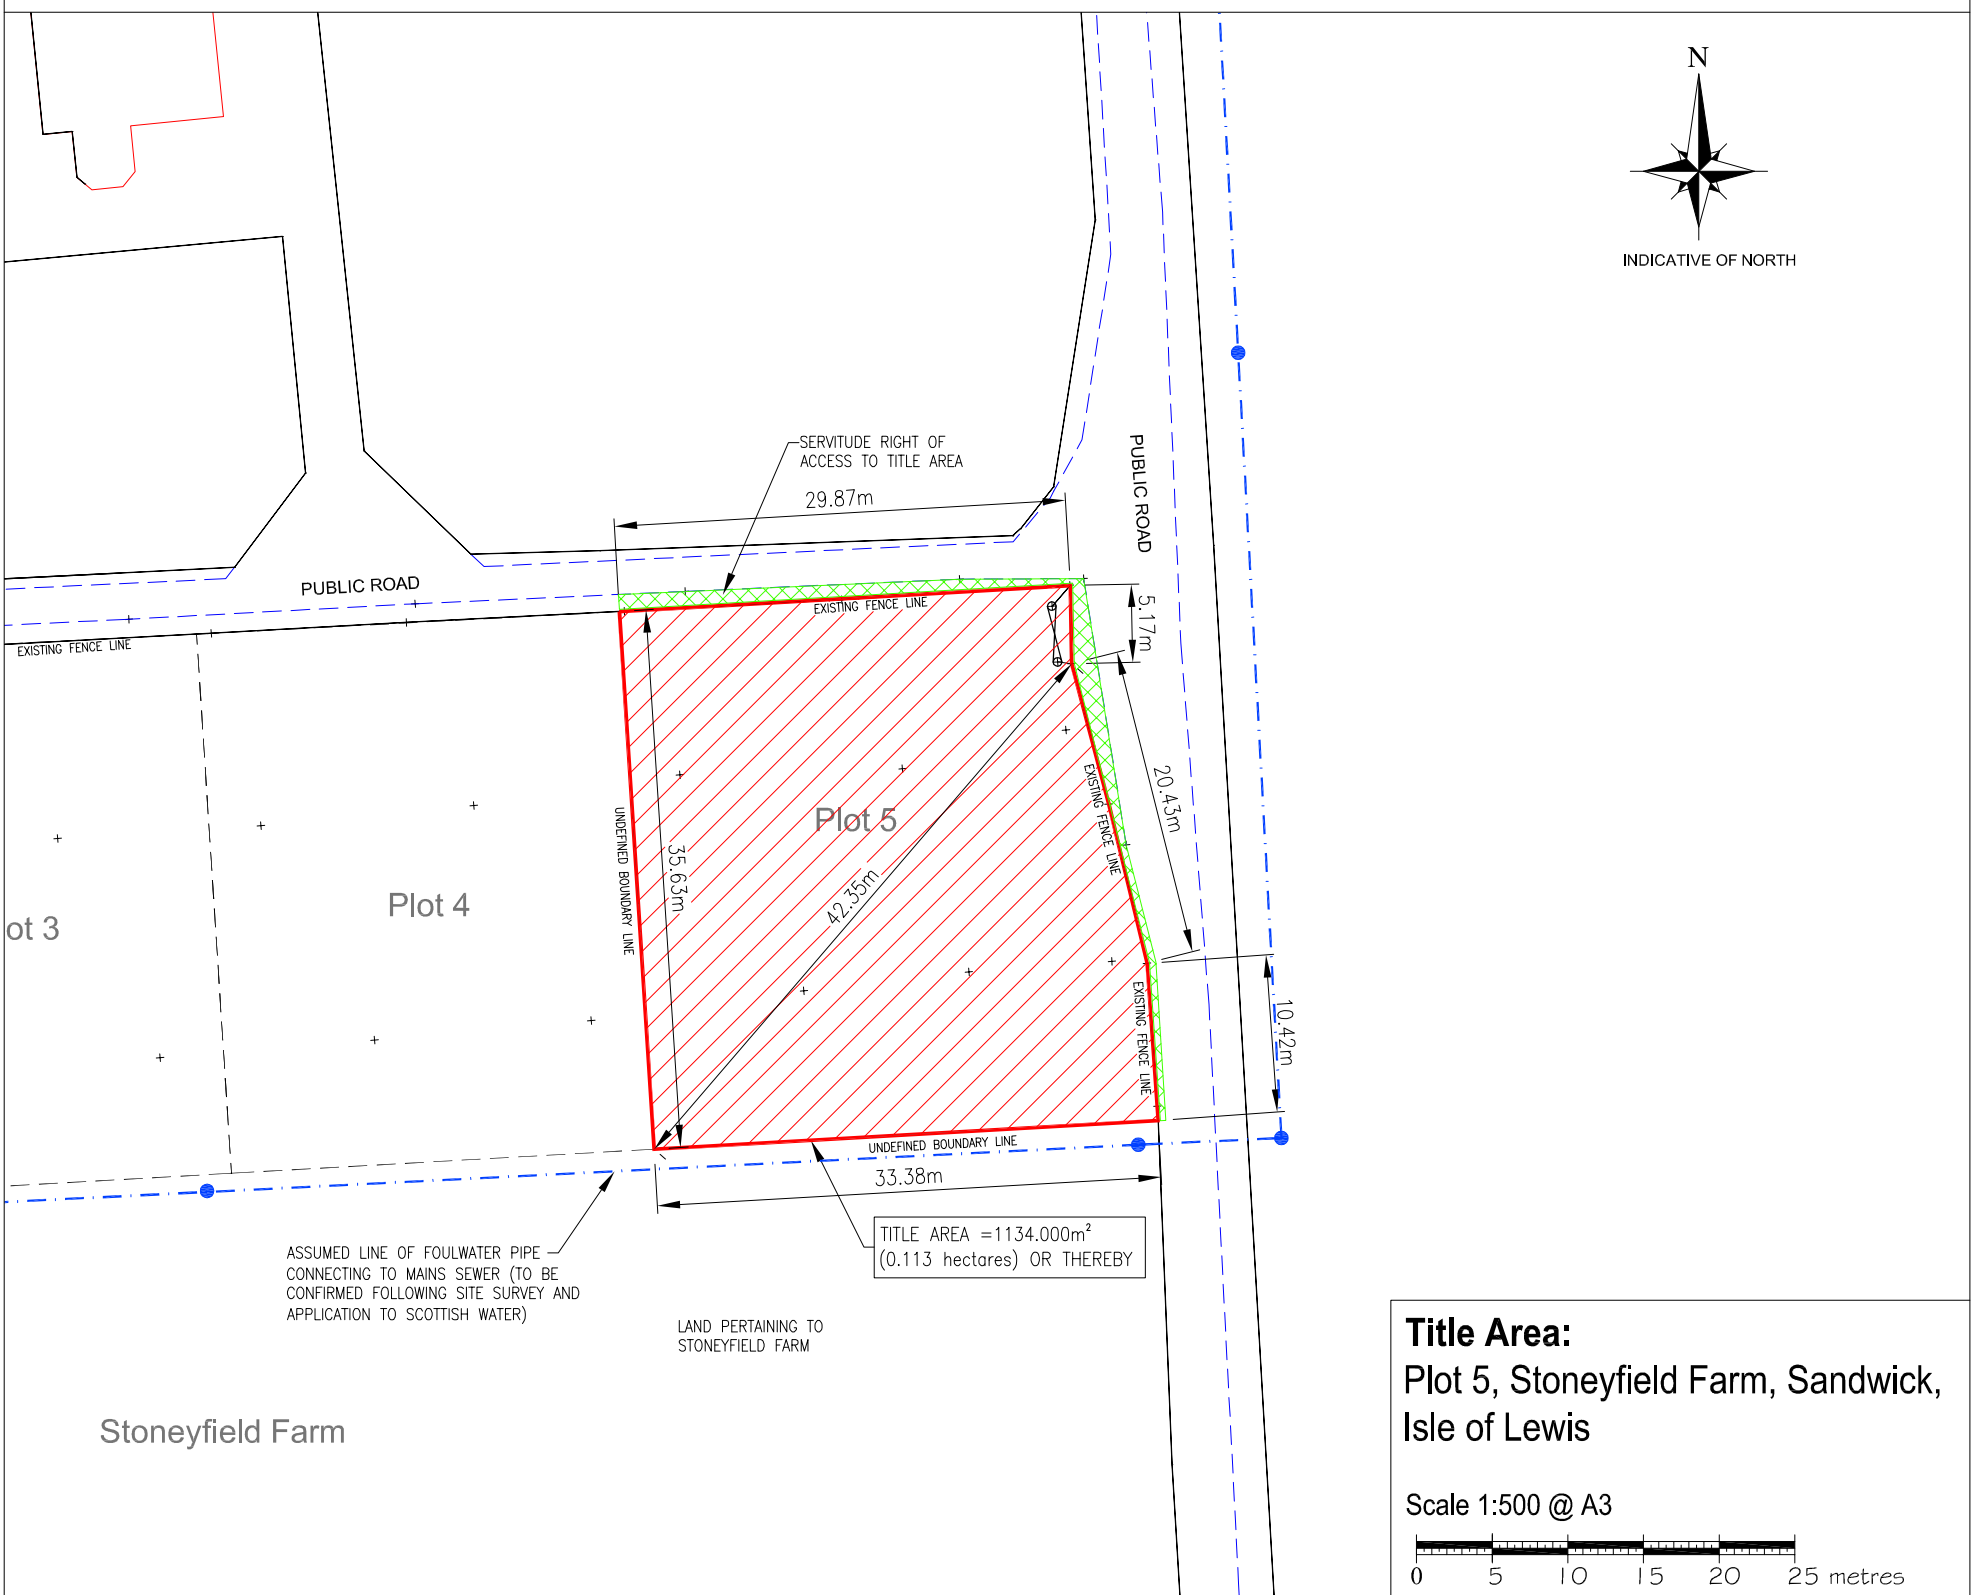 N
INDICATIVE OF NORTH
SERVITUDE RIGHT OF
ACCESS TO TITLE AREA
29.87m
PUBLIC ROAD
PUBLIC ROAD
EXISTING FENCE LINE
EXISTING FENCE LINE
5.17m
20.43m
EXISTING FENCE LINE
Plot 5
35.63m
42.35m
UNDEFINED BOUNDARY LINE
Plot 4
ot 3
EXISTING FENCE LINE
10.42m
UNDEFINED BOUNDARY LINE
33.38m
TITLE AREA =1134.000m²
(0.113 hectares) OR THEREBY
ASSUMED LINE OF FOULWATER PIPE
CONNECTING TO MAINS SEWER (TO BE
CONFIRMED FOLLOWING SITE SURVEY AND
APPLICATION TO SCOTTISH WATER)
LAND PERTAINING TO
STONEYFIELD FARM
Stoneyfield Farm
Title Area:
Plot 5, Stoneyfield Farm, Sandwick,
Isle of Lewis
Scale 1:500 @ A3
0 5 10 15 20 25 metres